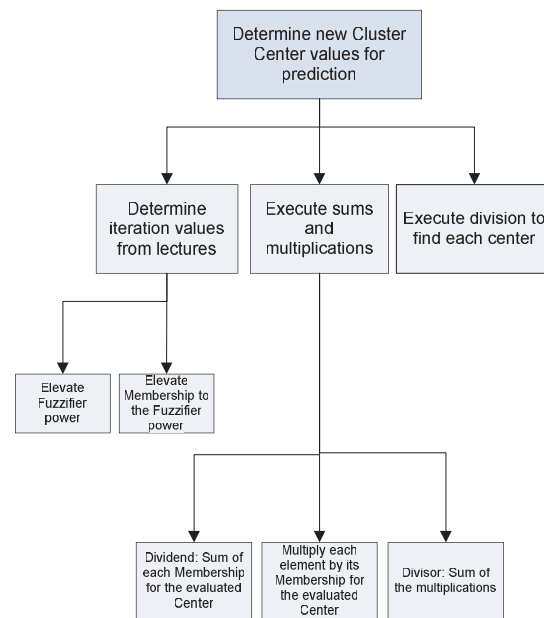 Determine new Cluster
Center values for
prediction
Determine
iteration values
from lectures
Execute sums
and
multiplications
Execute division to
find each center
Elevate
Fuzzifier
power
Elevate
Membership to
the Fuzzifier
power
Dividend: Sum of
each Membership
for the evaluated
Center
Multiply each
element by its
Membership for
the evaluated
Center
Divisor: Sum of
the multiplications